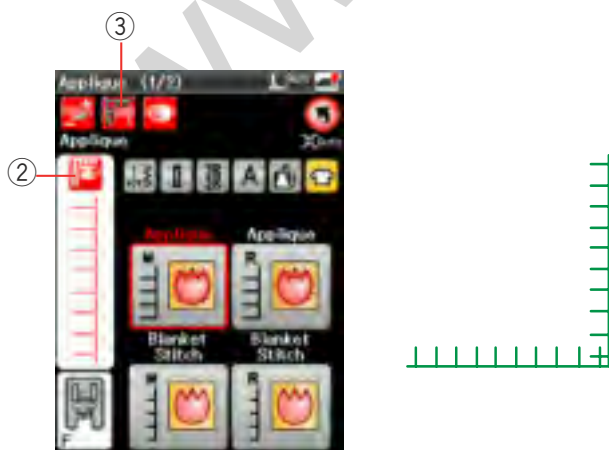 ③
Applique (1/2)
Applique
②
A
Applique Applique
M R
Blanket Stitch Blanket Stitch
M R
F